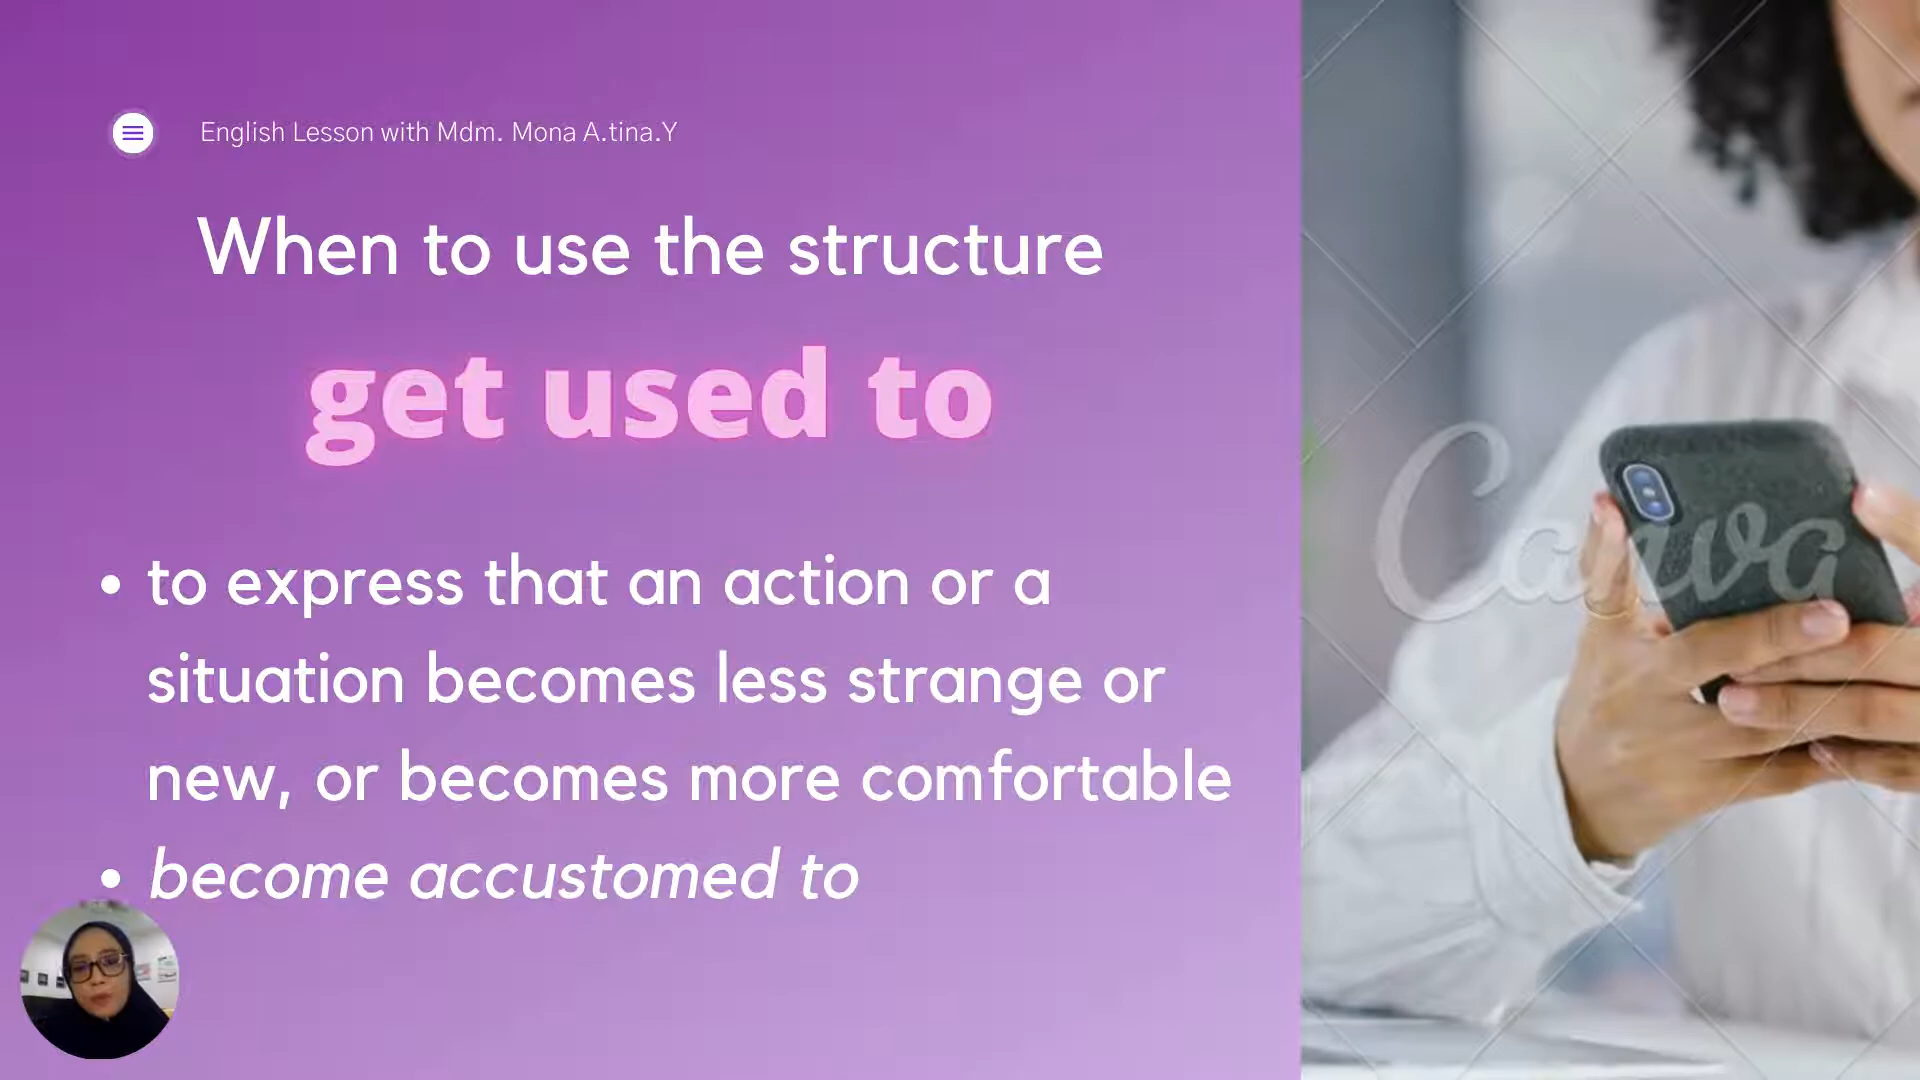 English Lesson with Mdm. Mona A.tina.Y
When to use the structure
get used to
• to express that an action or a
situation becomes less strange or
new, or becomes more comfortable
• become accustomed to
Canva